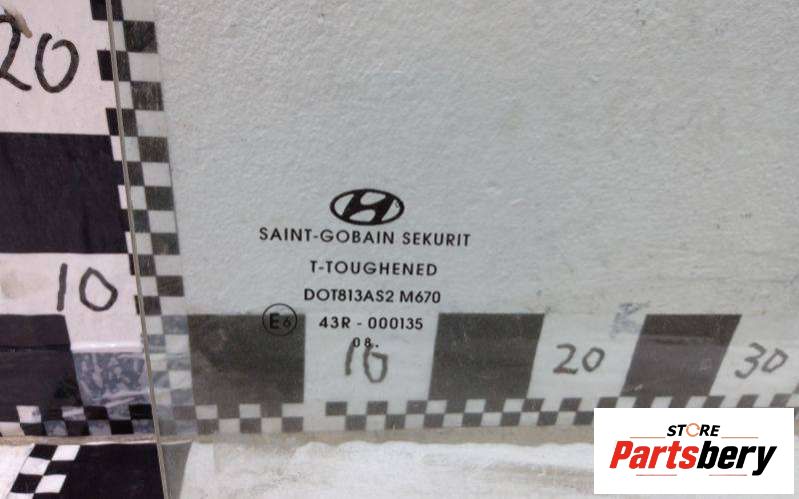 20
SAINT-GOBAIN SEKURIT
T-TOUGHENED
DOT813AS2 M670
E6 43R - 000135
08.
10
10
20
30
STORE
Partsbery